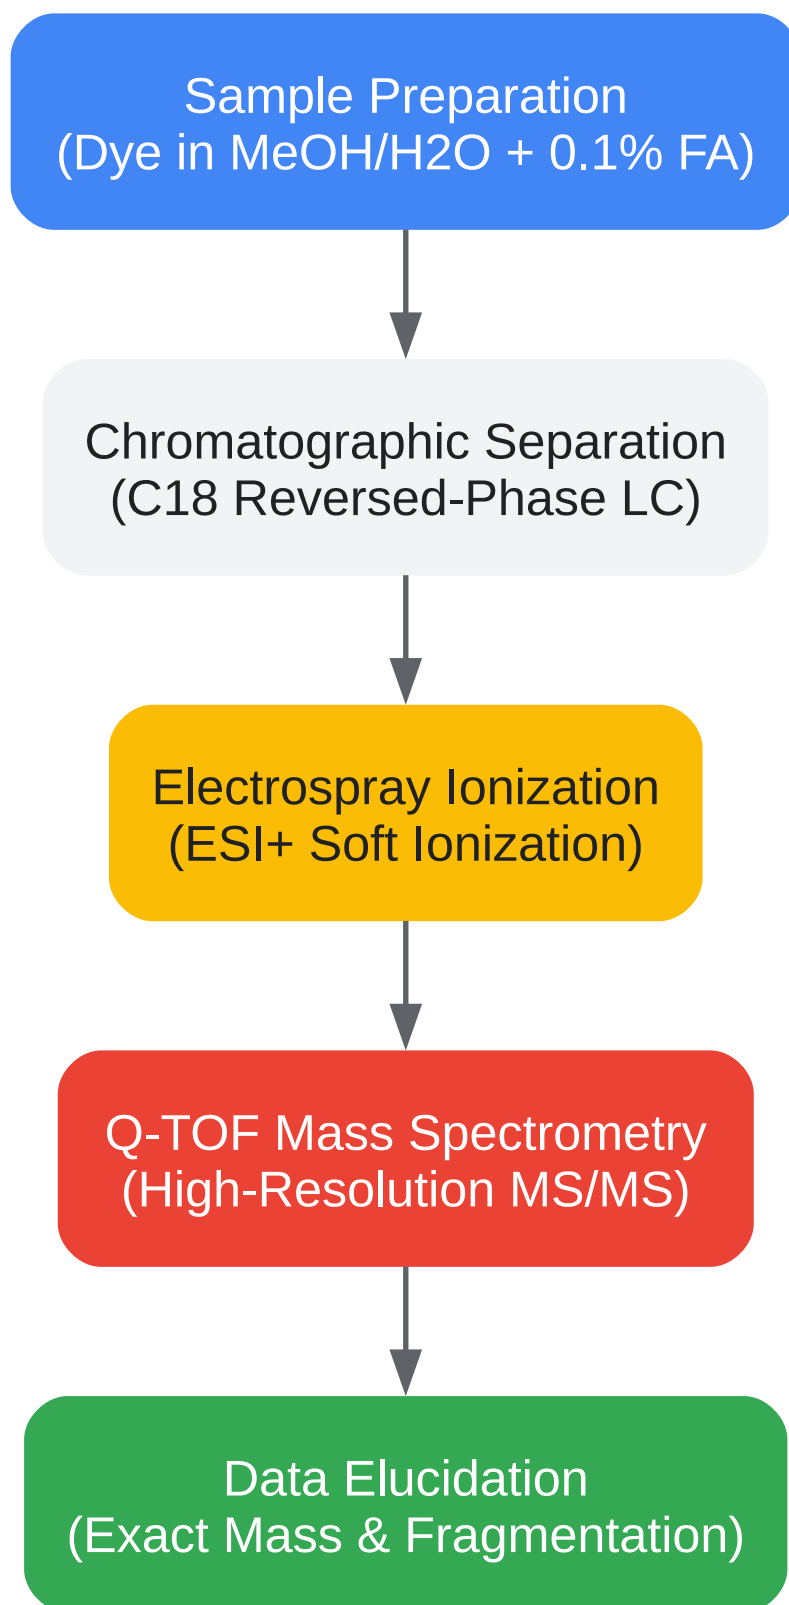 Sample Preparation
(Dye in MeOH/H2O + 0.1% FA)
Chromatographic Separation
(C18 Reversed-Phase LC)
Electrospray Ionization
(ESI+ Soft Ionization)
Q-TOF Mass Spectrometry
(High-Resolution MS/MS)
Data Elucidation
(Exact Mass & Fragmentation)